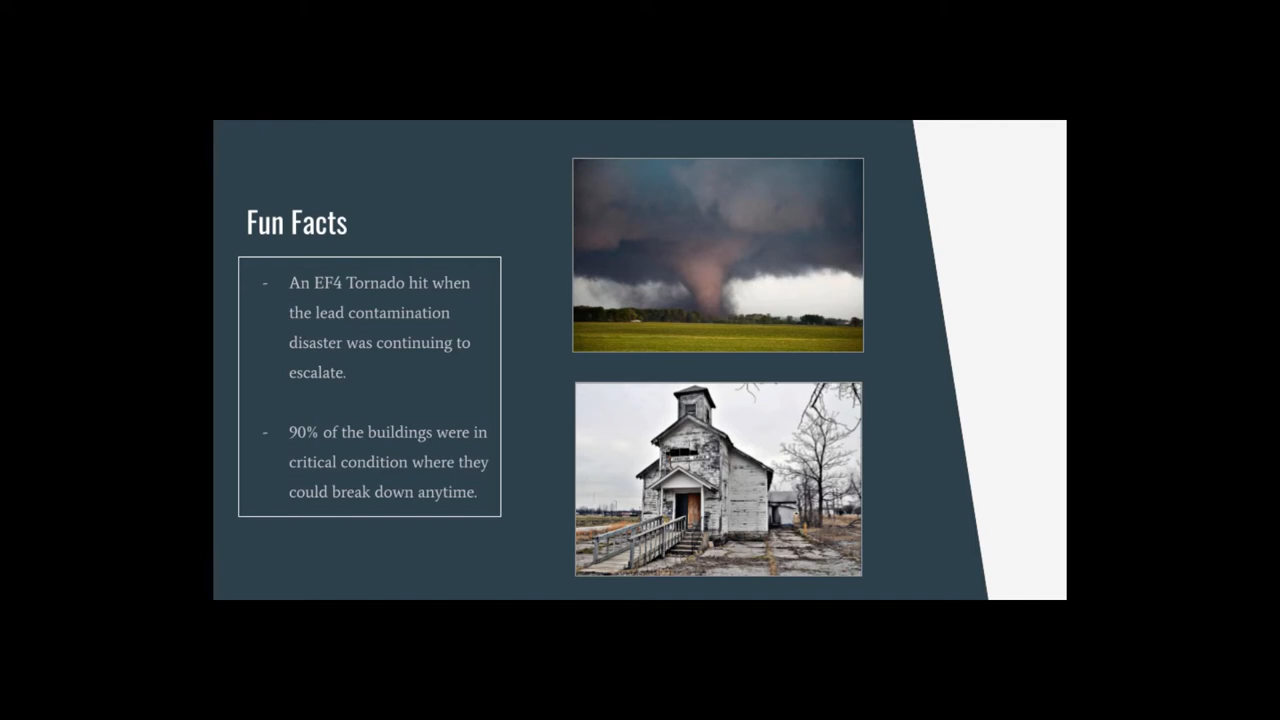 Fun Facts
- An EF4 Tornado hit when
the lead contamination
disaster was continuing to
escalate.
- 90% of the buildings were in
critical condition where they
could break down anytime.